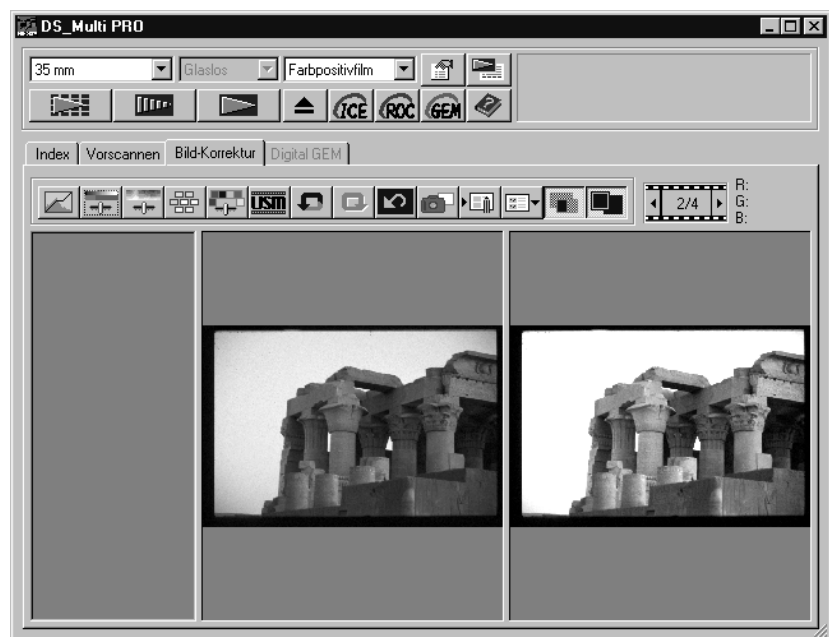 DS_Multi PRO
35 mm
Glaslos
Farbpositivfilm
ICE
ROC
GEM
?
Index
Vorscannen
Bild-Korrektur
Digital GEM
USM
2/4
R:
G:
B: